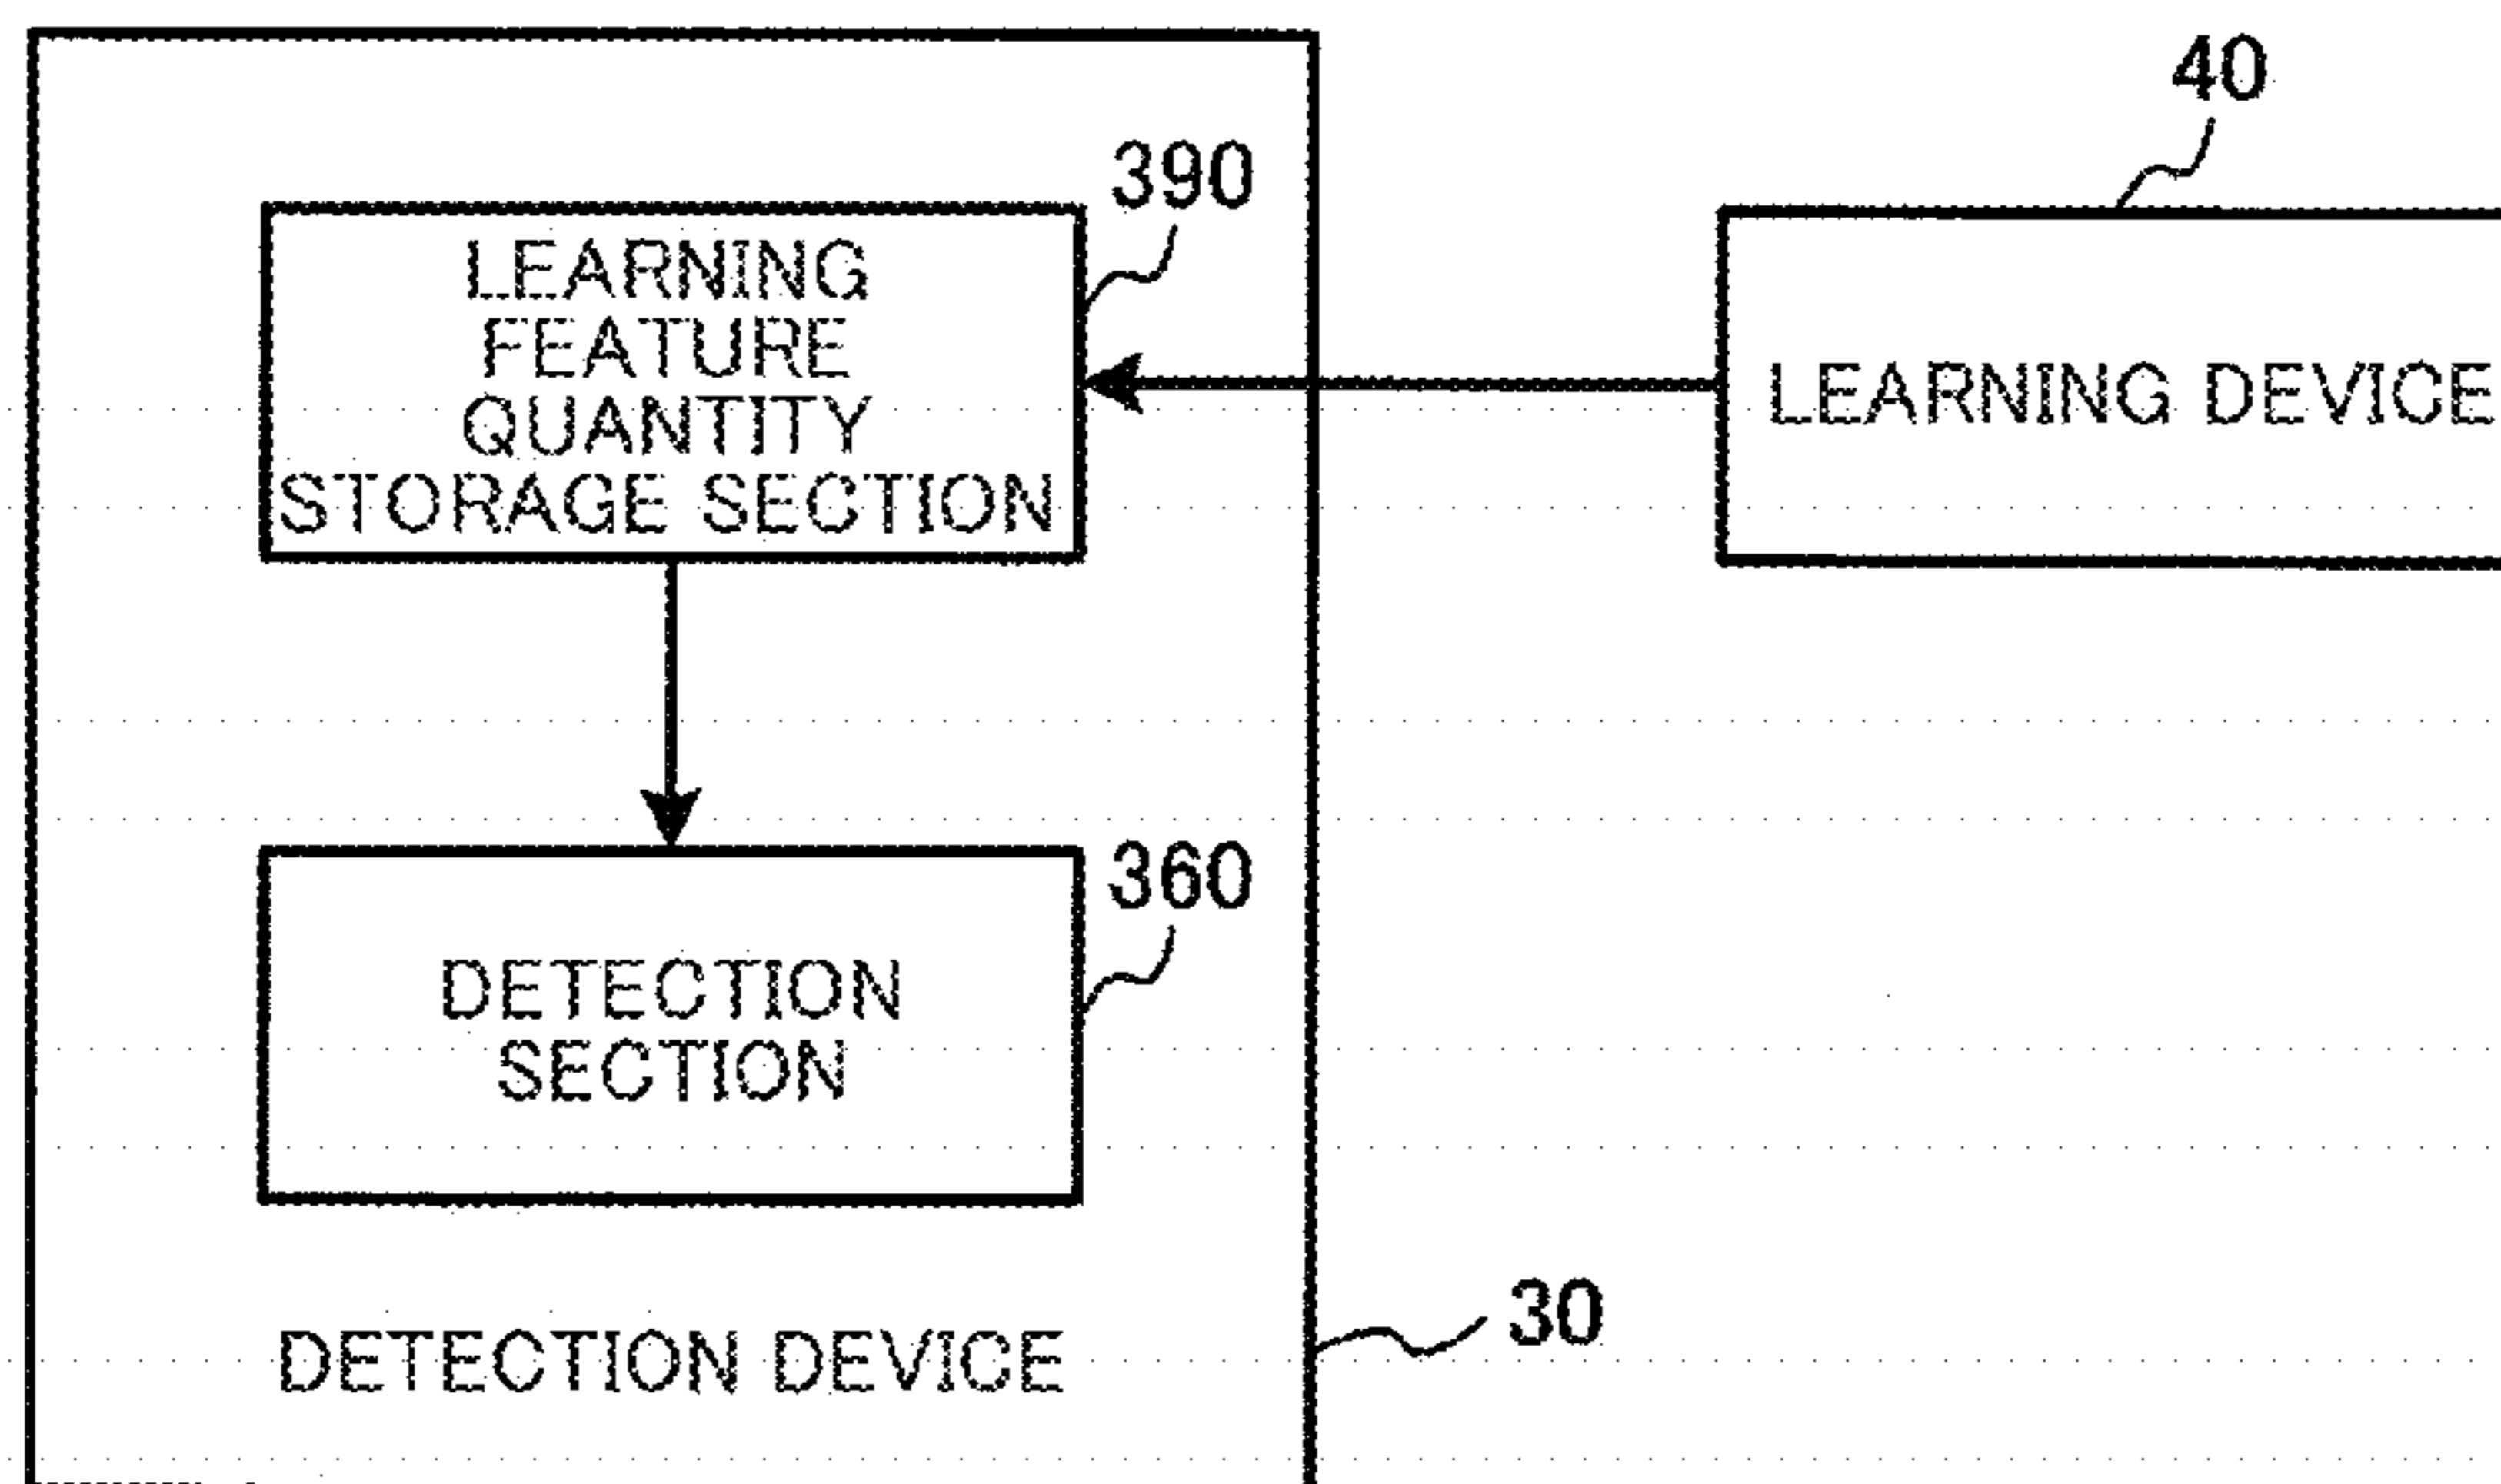 40
390
LEARNING
FEATURE
QUANTITY
STORAGE SECTION
LEARNING DEVICE
360
DETECTION
SECTION
30
DETECTION DEVICE